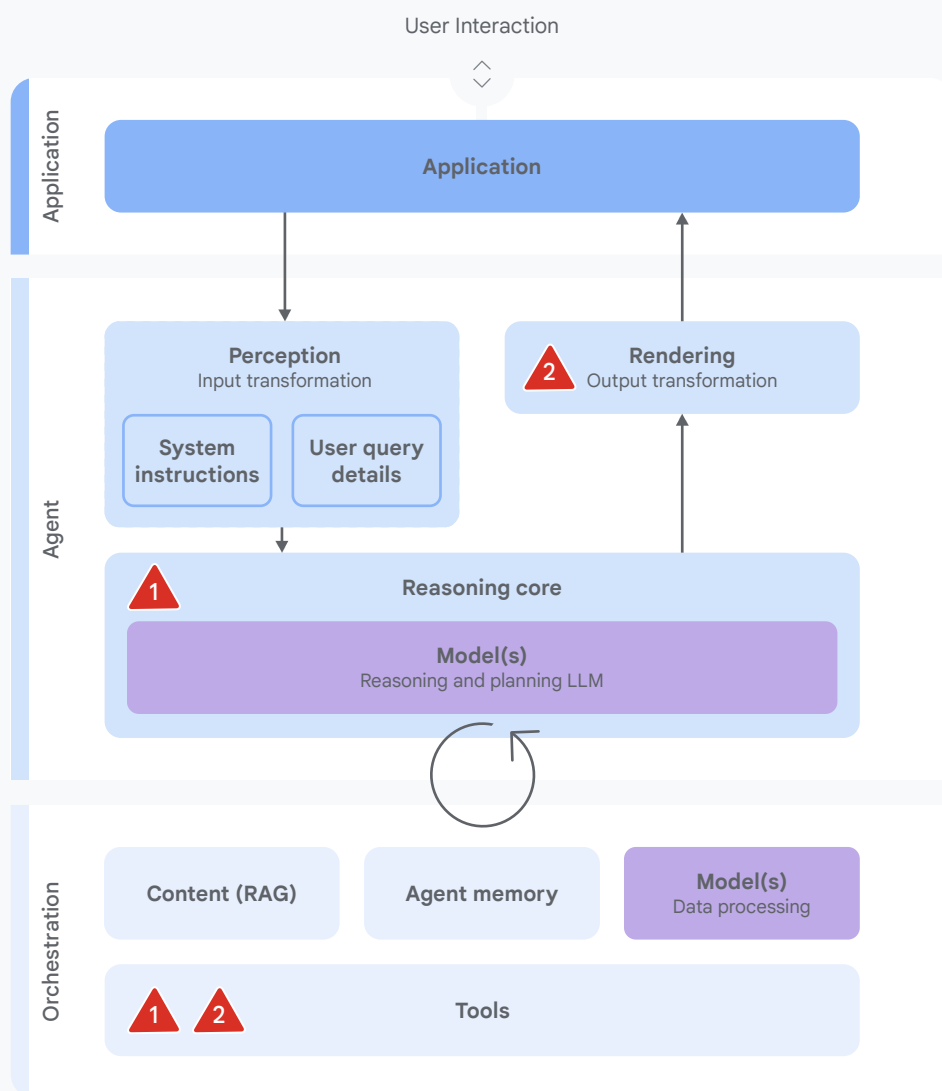 User Interaction
Application
Application
Perception
Input transformation
System
instructions
User query
details
2
Rendering
Output transformation
Agent
1
Reasoning core
Model(s)
Reasoning and planning LLM
Orchestration
Content (RAG)
Agent memory
Model(s)
Data processing
1
2
Tools